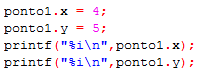 ponto1.x = 4;
ponto1.y = 5;
printf("%i\n",ponto1.x);
printf("%i\n",ponto1.y);